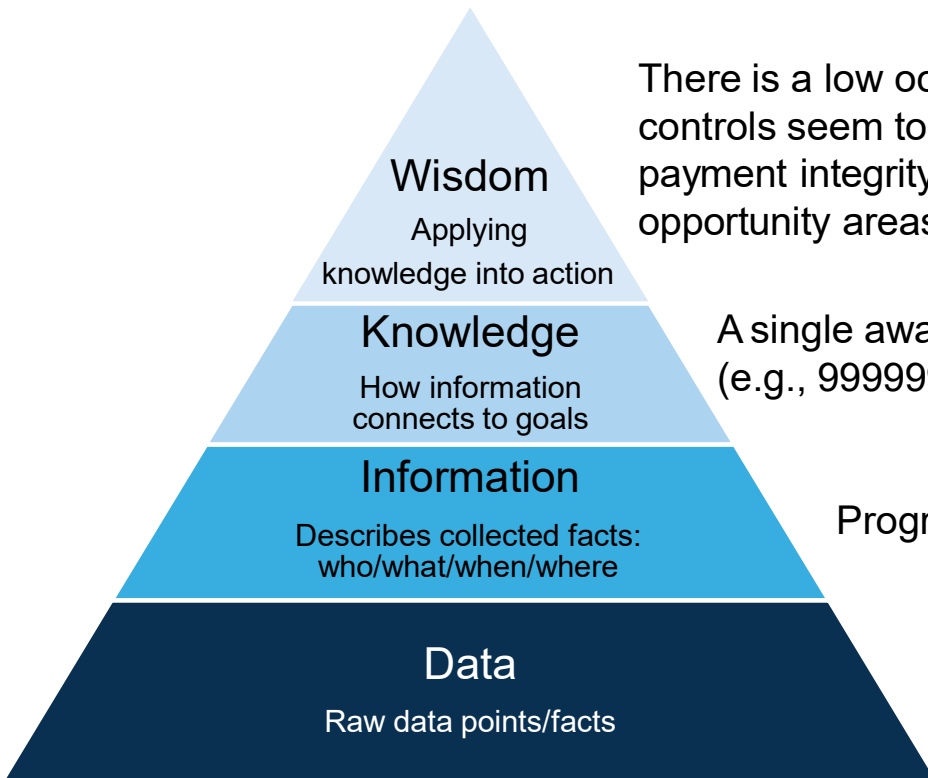 There is a low
controls seem to
payment integrity
opportunity areas
Wisdom
Applying
knowledge into action
A single
(e.g., 99999
Knowledge
How information
connects to goals
Information
Describes collected facts:
who/what/when/where
Data
Raw data points/facts